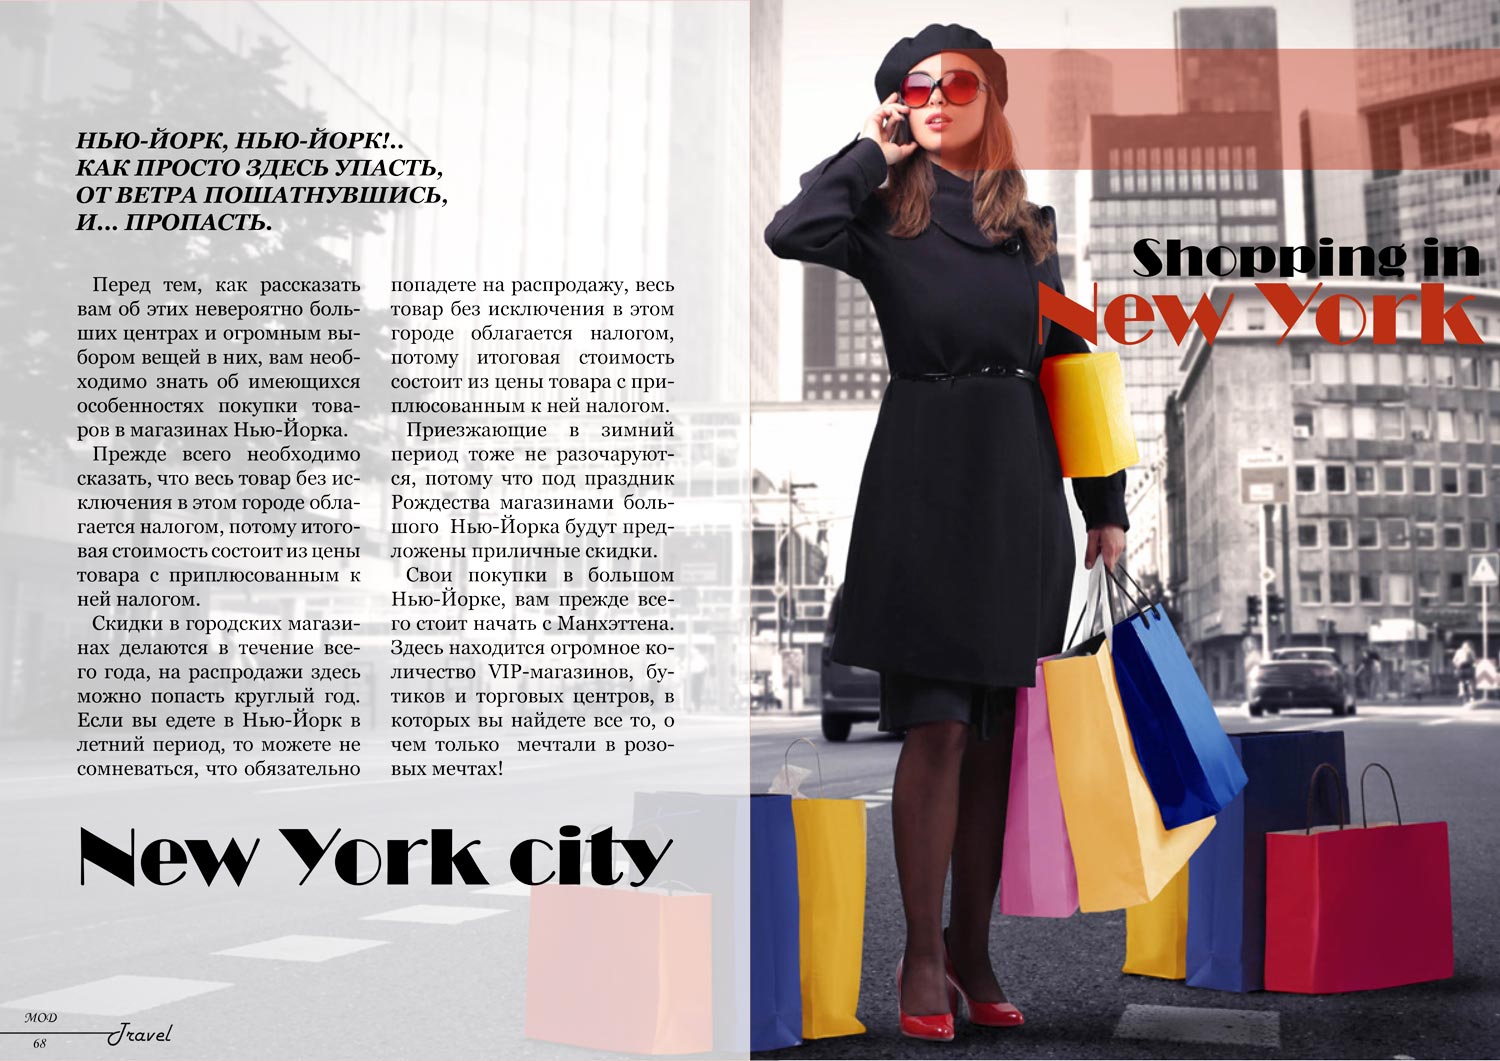 НЬЮ-ЙОРК, НЬЮ-ЙОРК!..
КАК ПРОСТО ЗДЕСЬ УПАСТЬ,
ОТ ВЕТРА ПОШАТНУВШИСЬ,
И... ПРОПАСТЬ.
Перед тем, как рассказать
вам об этих невероятно боль-
ших центрах и огромным вы-
бором вещей в них, вам необ-
ходимо знать об имеющихся
особенностях покупки това-
ров в магазинах Нью-Йорка.
Прежде всего необходимо
сказать, что весь товар без ис-
ключения в этом городе обла-
гается налогом, потому итого-
вая стоимость состоит из цены
товара с приплюсованным к
ней налогом.
Скидки в городских магази-
нах делаются в течение все-
го года, на распродажи здесь
можно попасть круглый год.
Если вы едете в Нью-Йорк в
летний период, то можете не
сомневаться, что обязательно
попадете на распродажу, весь
товар без исключения в этом
городе облагается налогом,
потому итоговая стоимость
состоит из цены товара с при-
плюсованным к ней налогом.
Приезжающие в зимний
период тоже не разочаруют-
ся, потому что под праздник
Рождества магазинами боль-
шого Нью-Йорка будут пред-
ложены приличные скидки.
Свои покупки в большом
Нью-Йорке, вам прежде все-
го стоит начать с Манхэттена.
Здесь находится огромное ко-
личество VIP-магазинов, бу-
тиков и торговых центров, в
которых вы найдете все то, о
чем только мечтали в розо-
вых мечтах!
New York city
MOD
68
Travel
Shopping in
New York